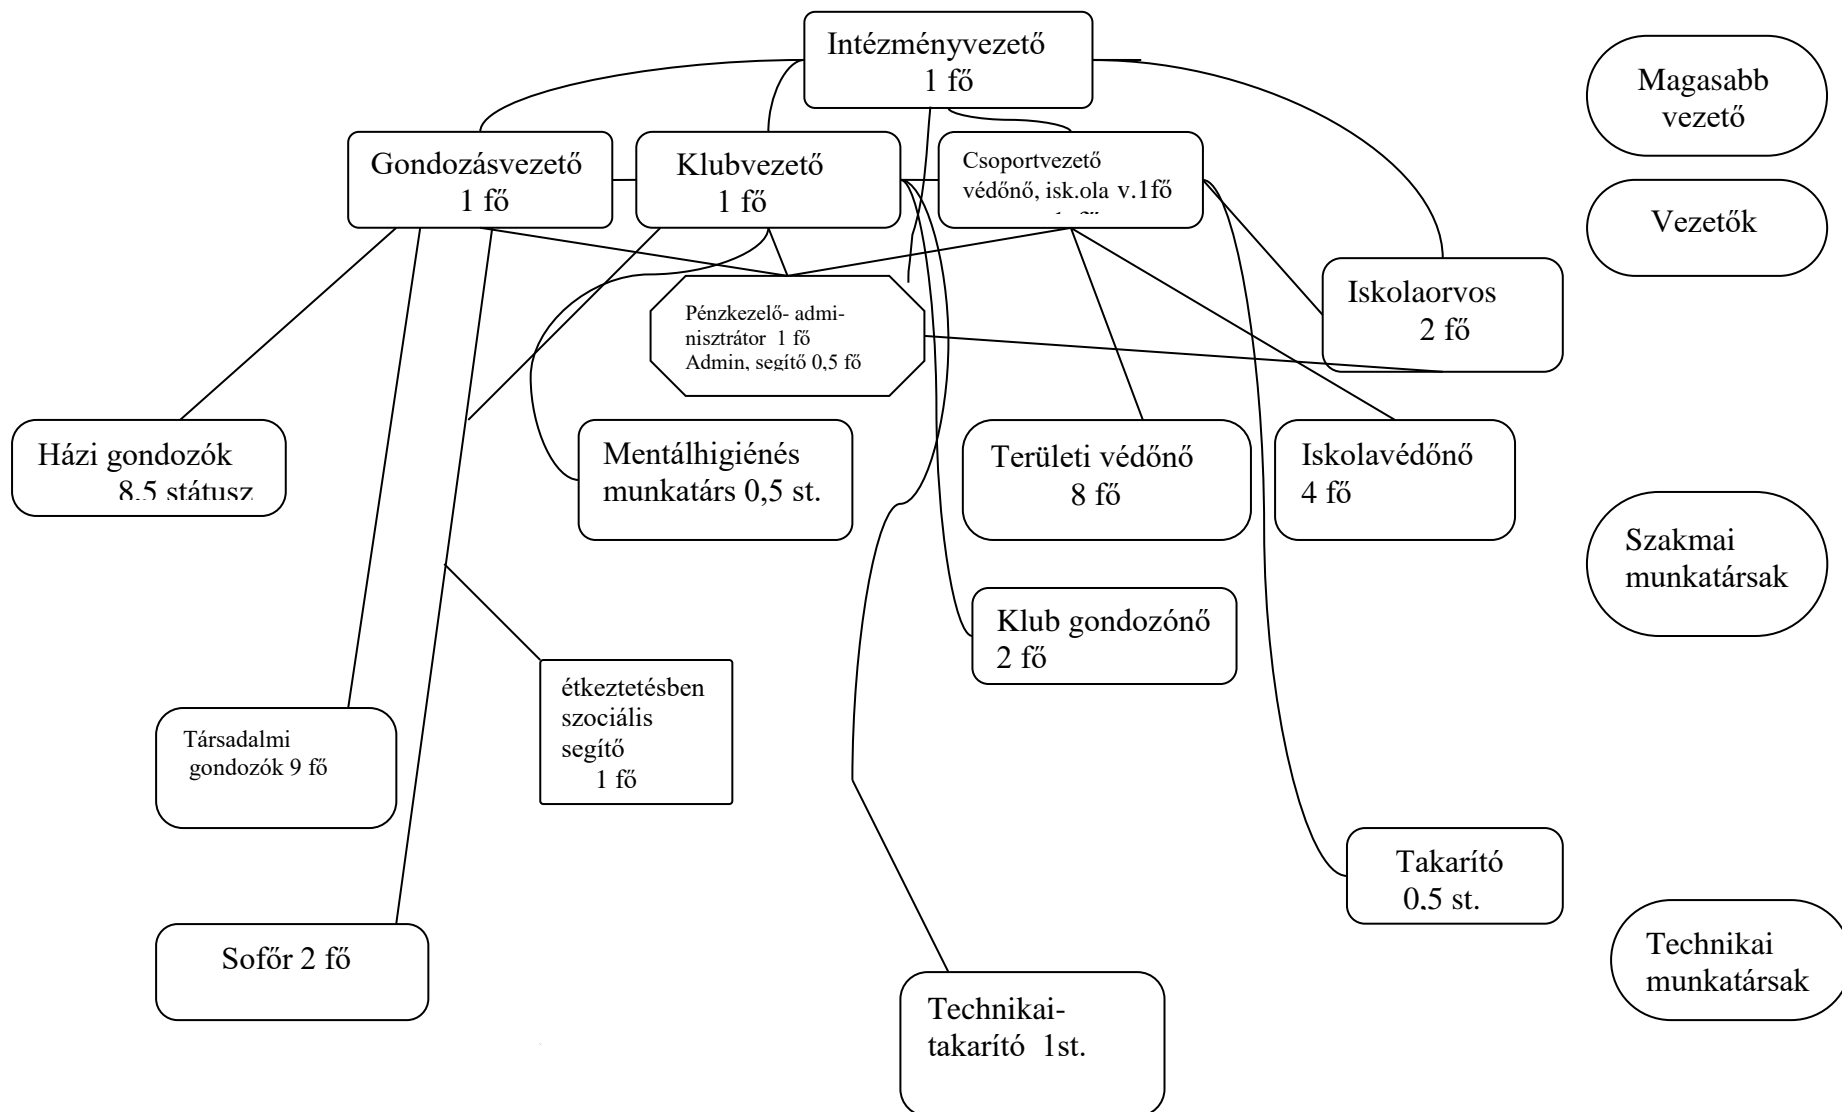 Intézményvezető
1 fő
Magasabb
vezető
Gondozásvezető
1 fő
Klubvezető
1 fő
Csoportvezető
védőnő, isk.ola v.1fő
Vezetők
Iskolaorvos
2 fő
Pénzkezelő- admi-
nisztrátor 1 fő
Admin, segítő 0,5 fő
Házi gondozók
8,5 státusz
Mentálhigiénés
munkatárs 0,5 st.
Területi védőnő
8 fő
Iskolavédőnő
4 fő
Szakmai
munkatársak
Klub gondozónő
2 fő
étkeztetésben
szociális
segítő
1 fő
Társadalmi
gondozók 9 fő
Takarító
0,5 st.
Sofőr 2 fő
Technikai
munkatársak
Technikai-
takarító 1st.